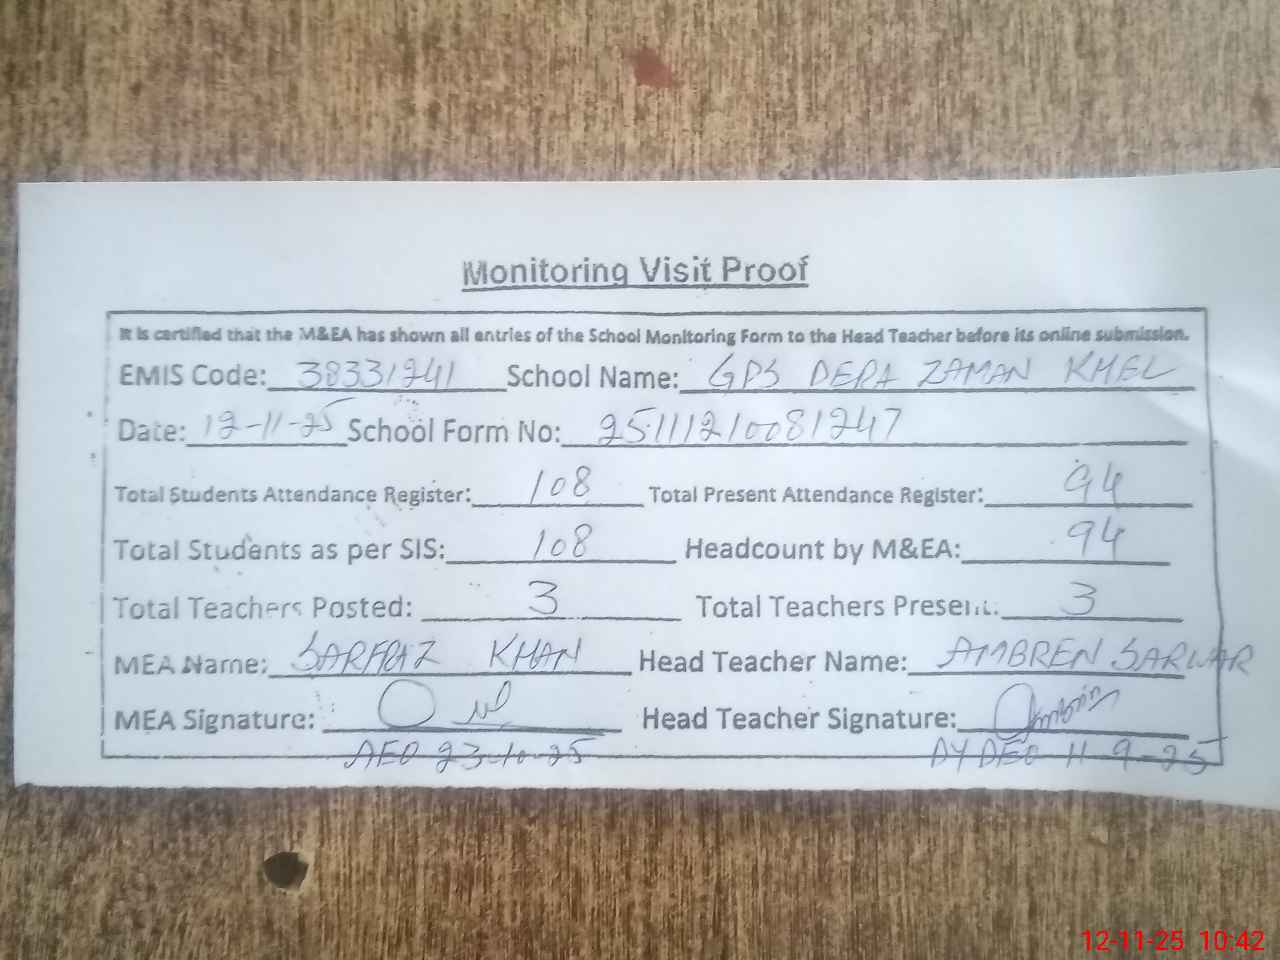 Monitoring Visit Proof
It is certified that the M&EA has shown all entries of the School Monitoring Form to the Head Teacher before its online submission.
EMIS Code: 38331241 School Name: GPS DERA ZAMAN KHEL
Date: 12-11-25 School Form No: 25111210081247
Total Students Attendance Register: 108 Total Present Attendance Register: 94
Total Students as per SIS: 108 Headcount by M&EA: 94
Total Teachers Posted: 3 Total Teachers Present: 3
MEA Name: SARFRAZ KHAN Head Teacher Name: AMBREN SARWAR
MEA Signature: Head Teacher Signature: Ambrin
AEO 23-10-25 DY DEO 11-9-25
12-11-25 10:42